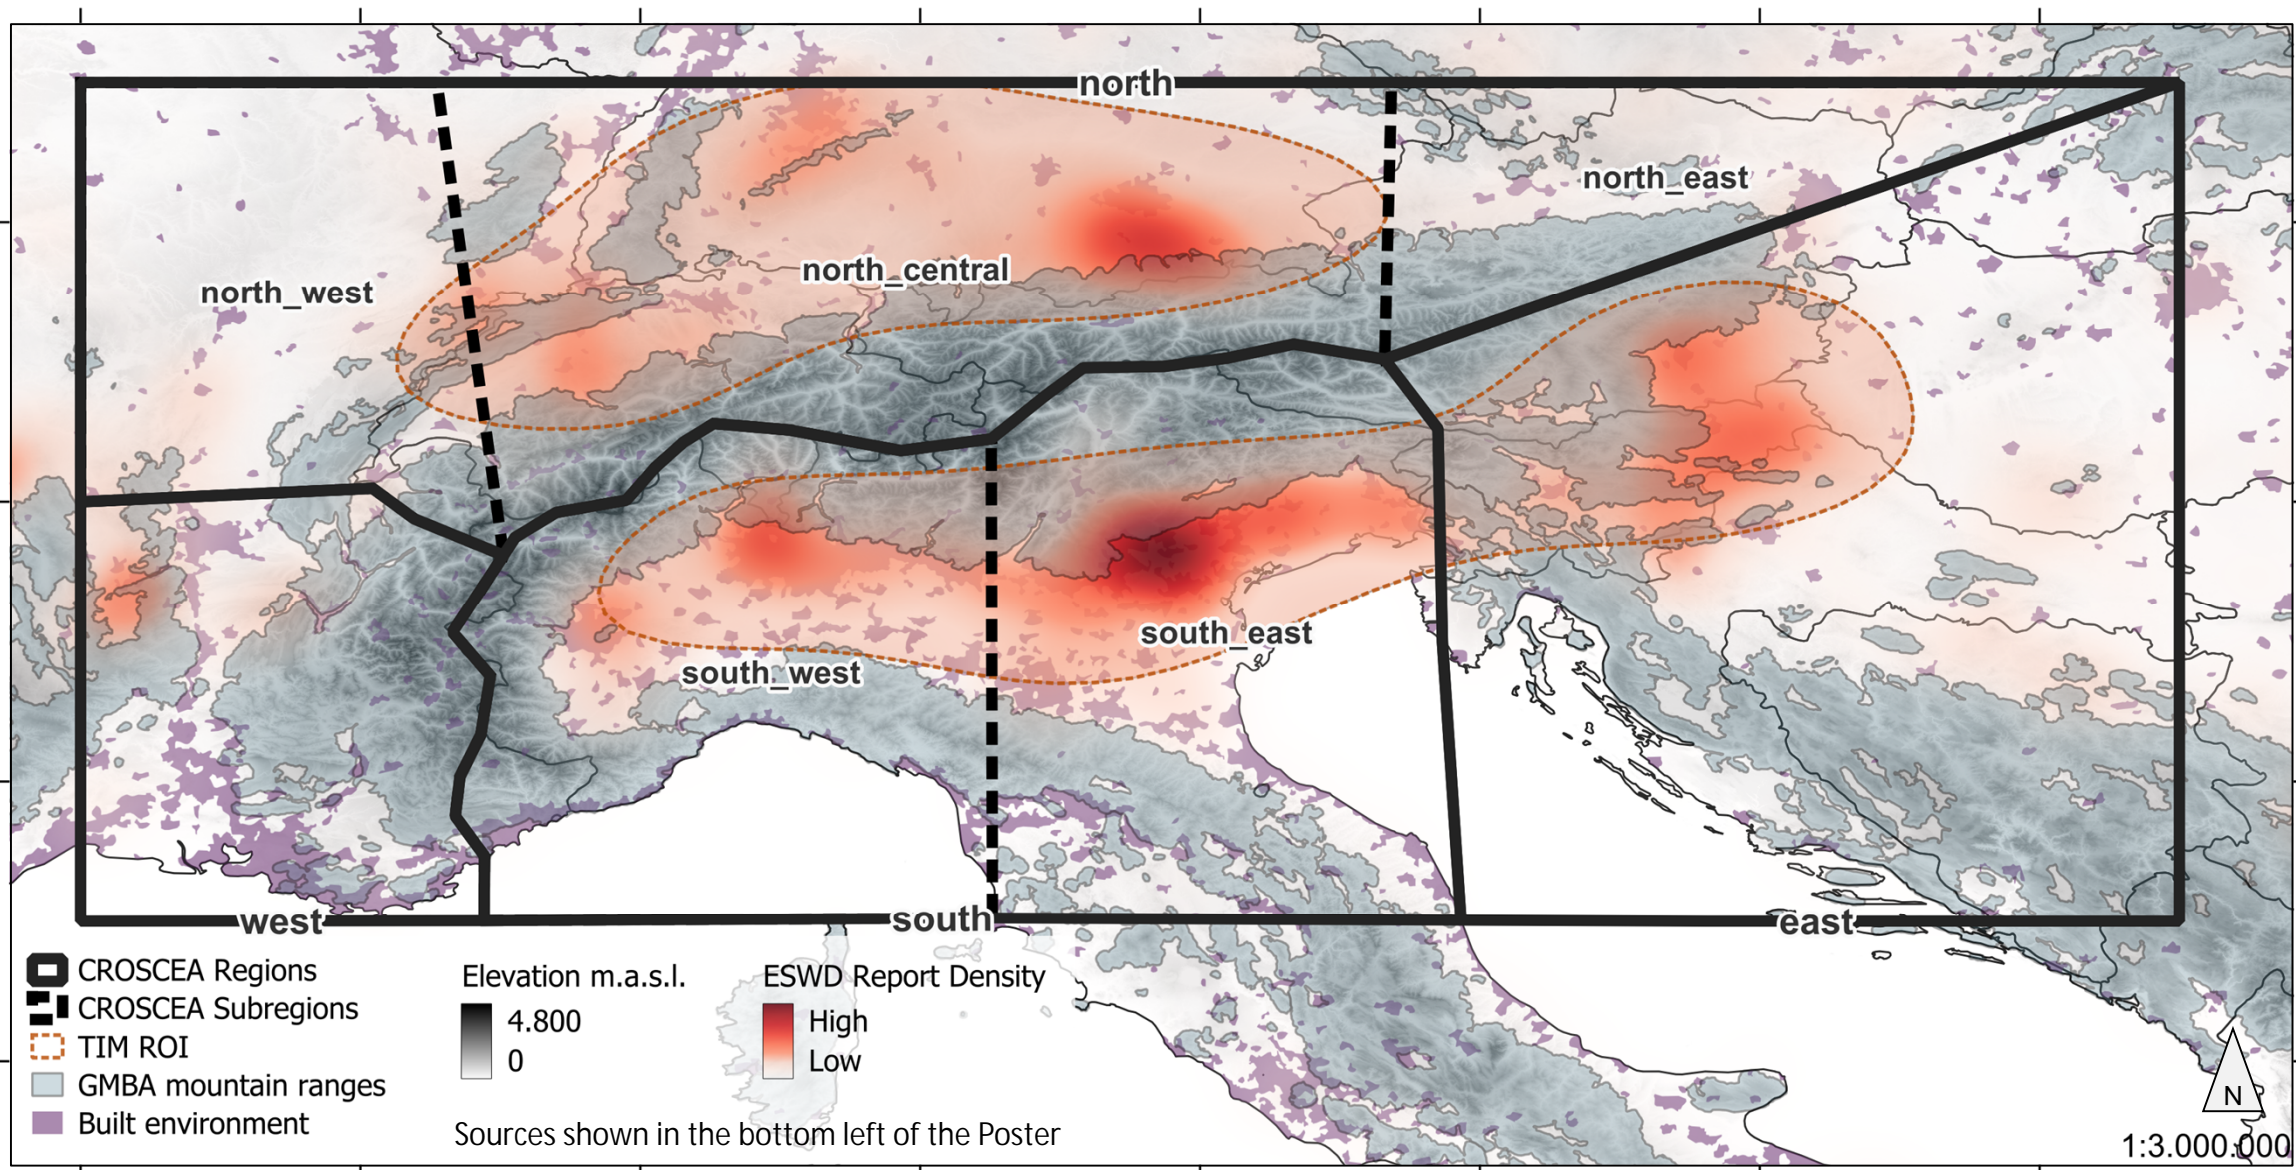 north
north_east
north_central
north_west
south_east
south_west
west
south
east
CROSCEA Regions
CROSCEA Subregions
TIM ROI
GMBA mountain ranges
Built environment
Elevation m.a.s.l.
4.800
0
ESWD Report Density
High
Low
Sources shown in the bottom left of the Poster
N
1:3.000.000